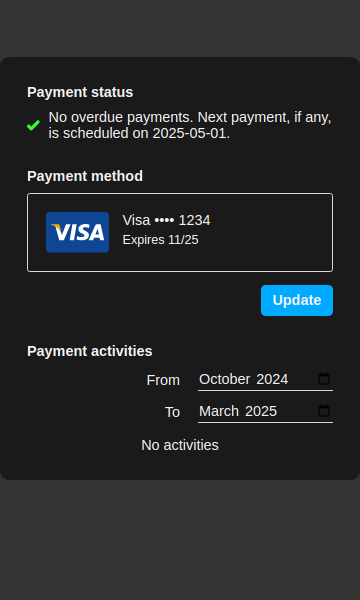 Payment status
No overdue payments. Next payment, if any,
is scheduled on 2025-05-01.
Payment method
VISA
Visa •••• 1234
Expires 11/25
Update
Payment activities
From October 2024
To March 2025
No activities